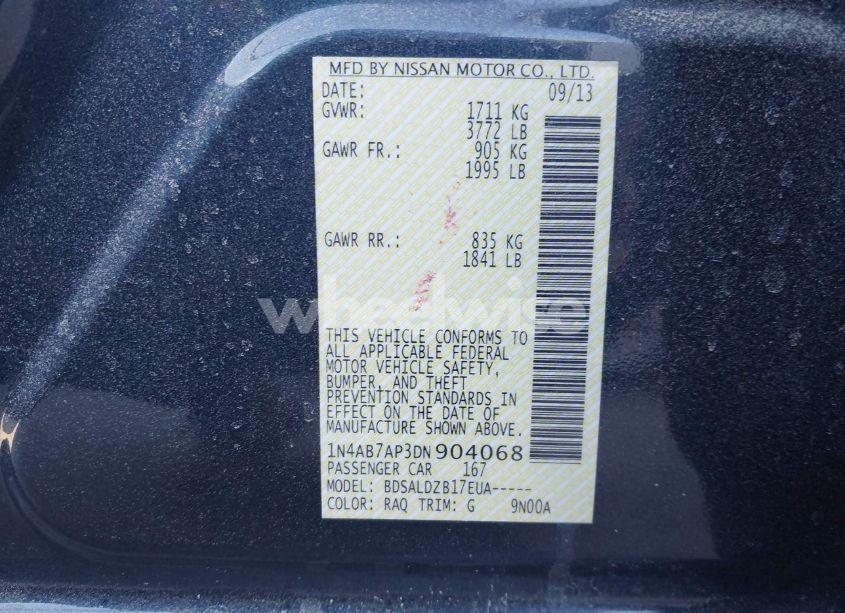 MFD BY NISSAN MOTOR CO., LTD.
DATE: 09/13
GVWR: 1711 KG
3772 LB
GAWR FR.: 905 KG
1995 LB
GAWR RR.: 835 KG
1841 LB
wheelwise
THIS VEHICLE CONFORMS TO
ALL APPLICABLE FEDERAL
MOTOR VEHICLE SAFETY,
BUMPER, AND THEFT
PREVENTION STANDARDS IN
EFFECT ON THE DATE OF
MANUFACTURE SHOWN ABOVE.
1N4AB7AP3DN904068
PASSENGER CAR 167
MODEL: BDSALDZB17EUA-----
COLOR: RAQ TRIM: G 9N00A